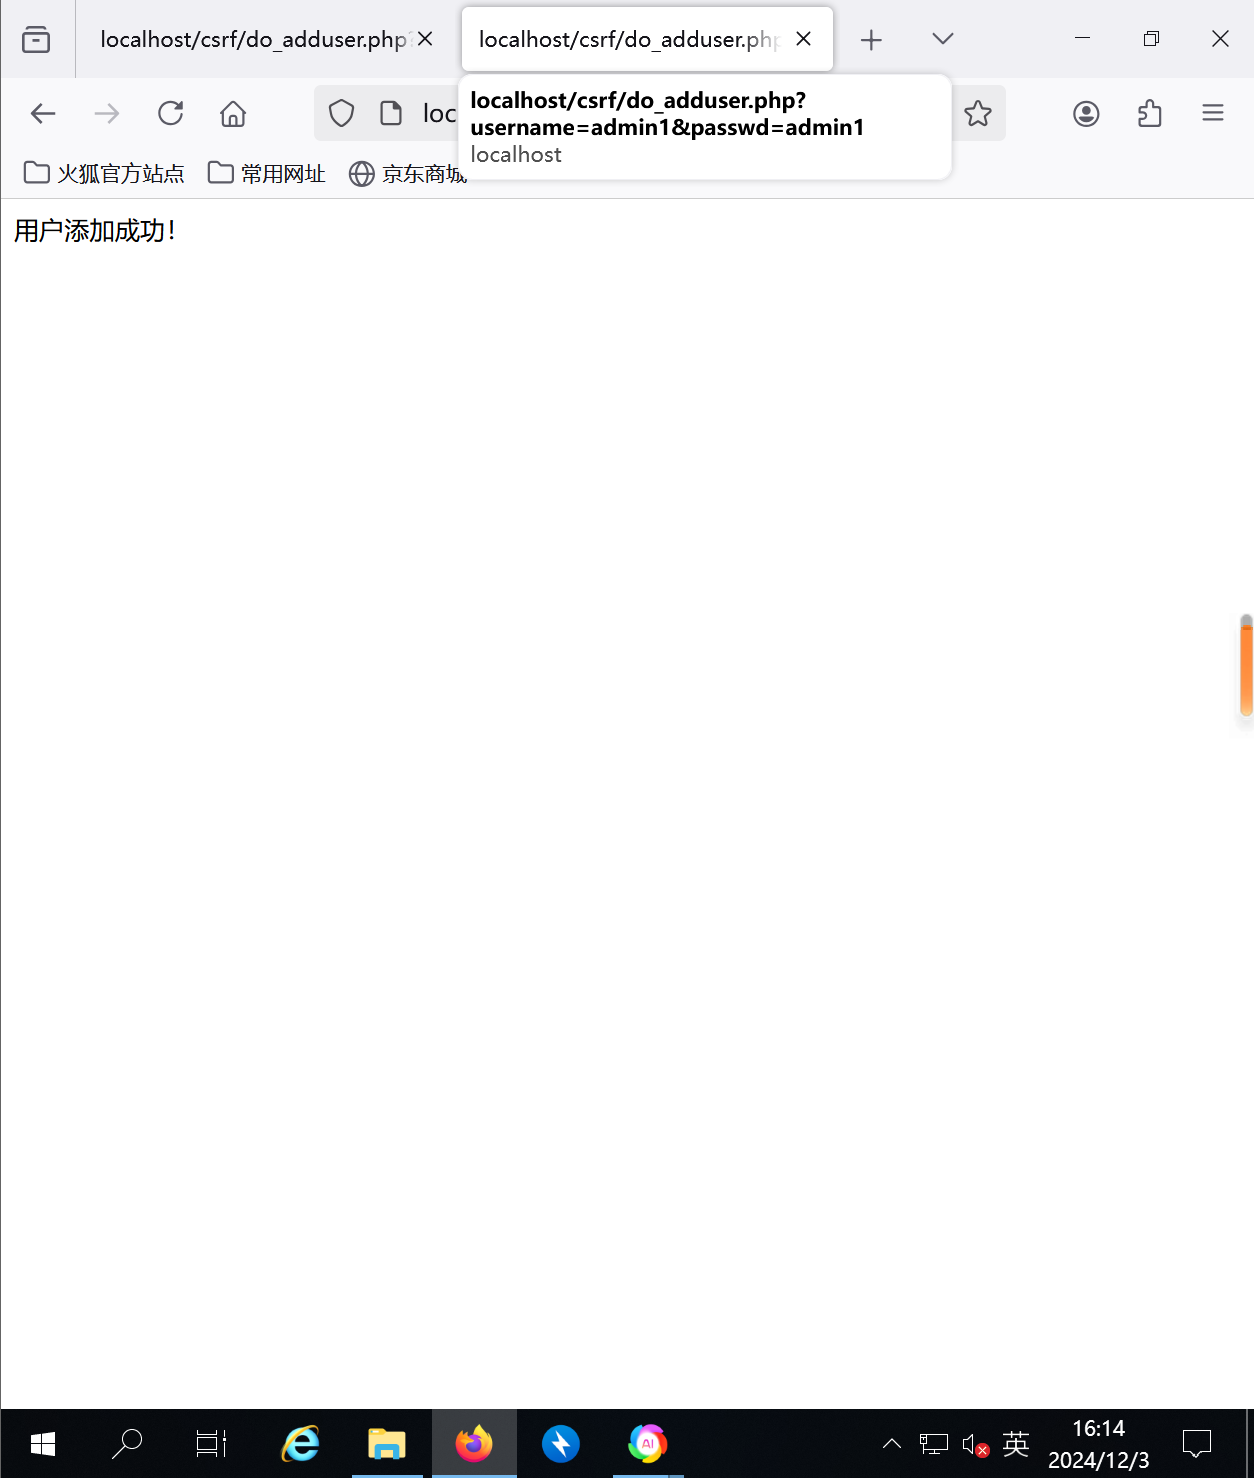 localhost/csrf/do_adduser.php?
localhost/csrf/do_adduser.php
loc
localhost/csrf/do_adduser.php?
username=admin1&passwd=admin1
localhost
火狐官方站点
常用网址
京东商城
用户添加成功!
AI
英
16:14
2024/12/3